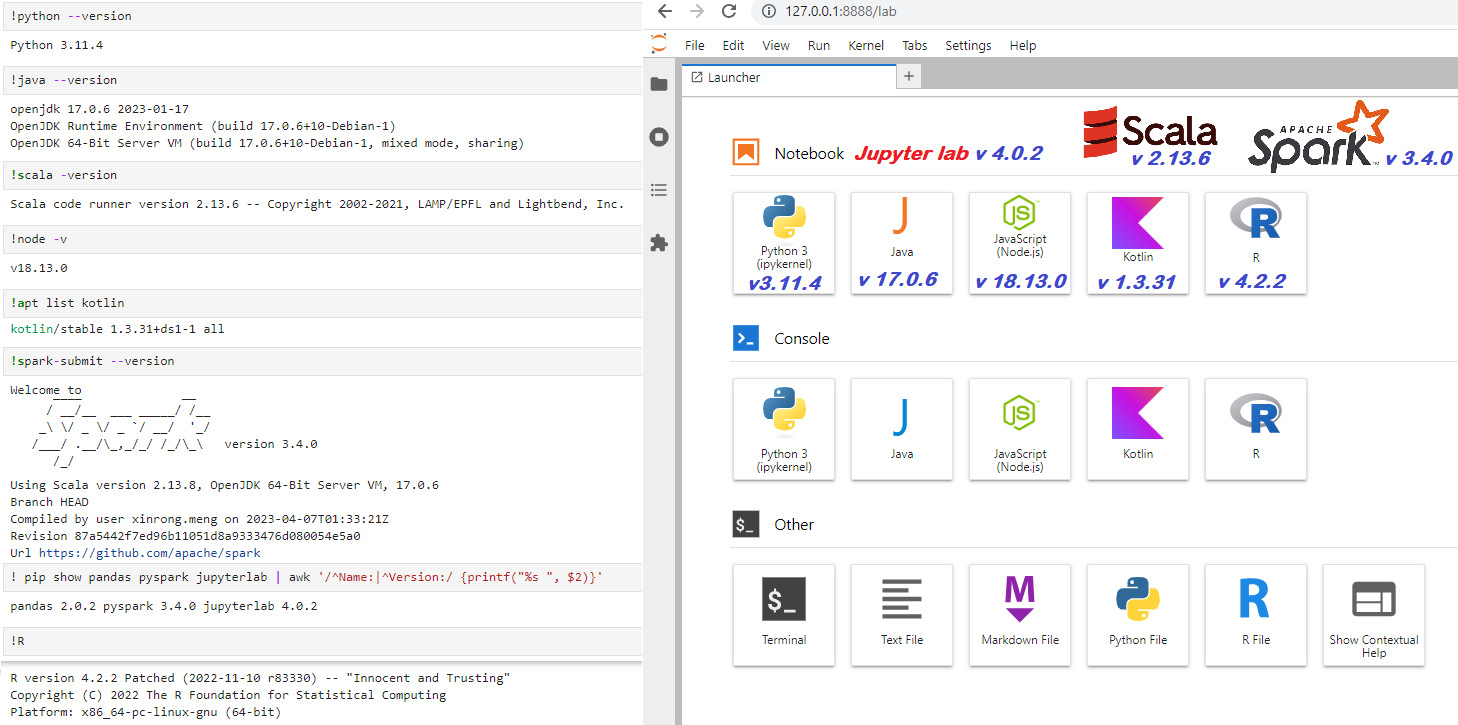 !python --version
Python 3.11.4
!java --version
openjdk 17.0.6 2023-01-17
OpenJDK Runtime Environment (build 17.0.6+10-Debian-1)
OpenJDK 64-Bit Server VM (build 17.0.6+10-Debian-1, mixed mode, sharing)
!scala -version
Scala code runner version 2.13.6 -- Copyright 2002-2021, LAMP/EPFL and Lightbend, Inc.
!node -v
v18.13.0
!apt list kotlin
kotlin/stable 1.3.31+ds1-1 all
!spark-submit --version
Welcome to
      ____              __
     / __/__  ___ _____/ /__
    _\ \/ _ \/ _ `/ __/  '_/
   /___/ .__/\_,_/_/ /_/\_\   version 3.4.0
      /_/
Using Scala version 2.13.8, OpenJDK 64-Bit Server VM, 17.0.6
Branch HEAD
Compiled by user xinrong.meng on 2023-04-07T01:33:21Z
Revision 87a5442f7ed96b11051d8a9333476d080054e5a0
Url https://github.com/apache/spark
! pip show pandas pyspark jupyterlab | awk '/^Name:|^Version:/ {printf("%s ", $2)}'
pandas 2.0.2 pyspark 3.4.0 jupyterlab 4.0.2
!R
R version 4.2.2 Patched (2022-11-10 r83330) -- "Innocent and Trusting"
Copyright (C) 2022 The R Foundation for Statistical Computing
Platform: x86_64-pc-linux-gnu (64-bit)
127.0.0.1:8888/lab
File Edit View Run Kernel Tabs Settings Help
Launcher
Notebook Jupyter lab v 4.0.2
Scala
v 2.13.6
APACHE
Spark™ v 3.4.0
Python 3
(ipykernel)
v3.11.4
J
Java
v 17.0.6
JS
JavaScript
(Node.js)
v 18.13.0
Kotlin
v 1.3.31
R
R
v 4.2.2
Console
Python 3
(ipykernel)
J
Java
JS
JavaScript
(Node.js)
Kotlin
R
R
$_ Other
$_
Terminal
Text File
M
Markdown File
Python File
R
R File
Show Contextual
Help